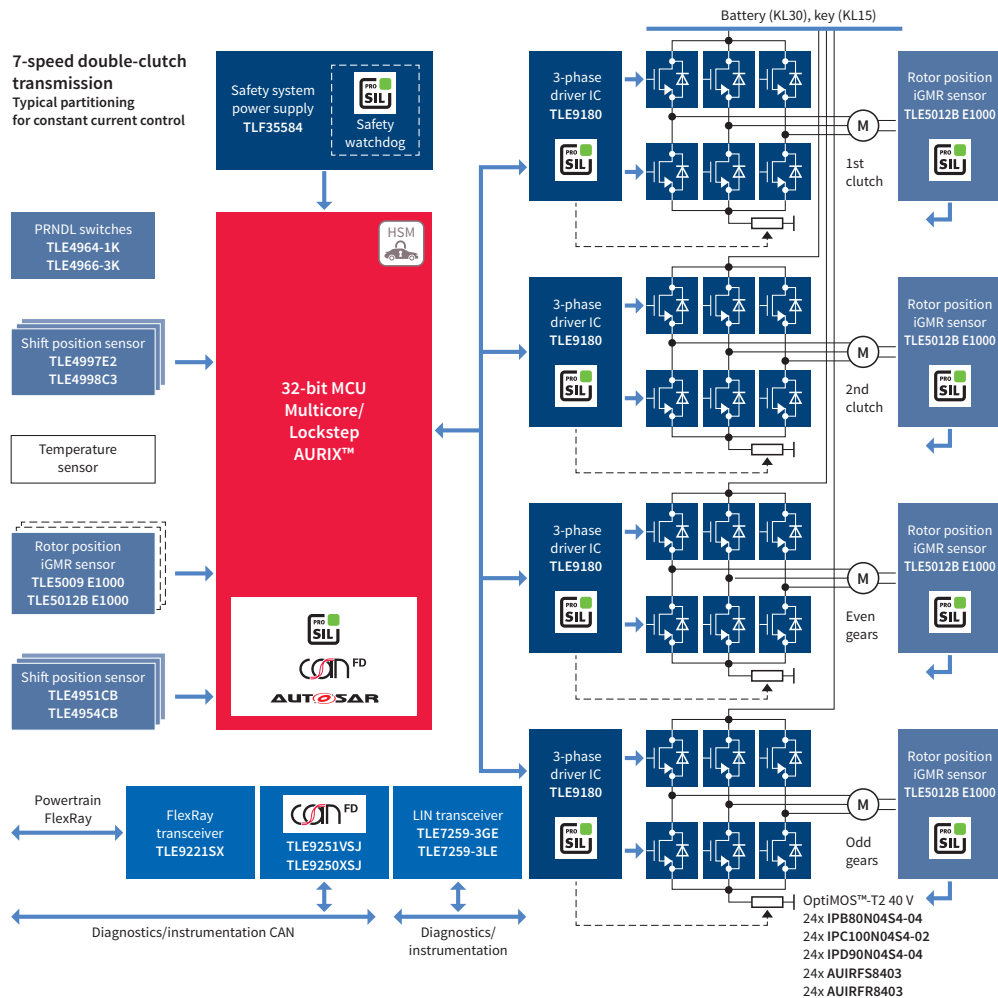 Battery (KL30), key (KL15)
7-speed double-clutch
transmission
Typical partitioning
for constant current control
Safety system
power supply
TLF35584
PRO
SIL
Safety
watchdog
PRNDL switches
TLE4964-1K
TLE4966-3K
Shift position sensor
TLE4997E2
TLE4998C3
Temperature
sensor
Rotor position
iGMR sensor
TLE5009 E1000
TLE5012B E1000
Shift position sensor
TLE4951CB
TLE4954CB
HSM
32-bit MCU
Multicore/
Lockstep
AURIX™
PRO
SIL
CAN FD
AUTOSAR
Powertrain
FlexRay
FlexRay
transceiver
TLE9221SX
CAN FD
TLE9251VSJ
TLE9250XSJ
LIN transceiver
TLE7259-3GE
TLE7259-3LE
Diagnostics/instrumentation CAN
Diagnostics/
instrumentation
3-phase
driver IC
TLE9180
PRO
SIL
M
1st
clutch
Rotor position
iGMR sensor
TLE5012B E1000
PRO
SIL
3-phase
driver IC
TLE9180
PRO
SIL
M
2nd
clutch
Rotor position
iGMR sensor
TLE5012B E1000
PRO
SIL
3-phase
driver IC
TLE9180
PRO
SIL
M
Even
gears
Rotor position
iGMR sensor
TLE5012B E1000
PRO
SIL
3-phase
driver IC
TLE9180
PRO
SIL
M
Odd
gears
Rotor position
iGMR sensor
TLE5012B E1000
PRO
SIL
OptiMOS™-T2 40 V
24x IPB80N04S4-04
24x IPC100N04S4-02
24x IPD90N04S4-04
24x AUIRFS8403
24x AUIRFR8403